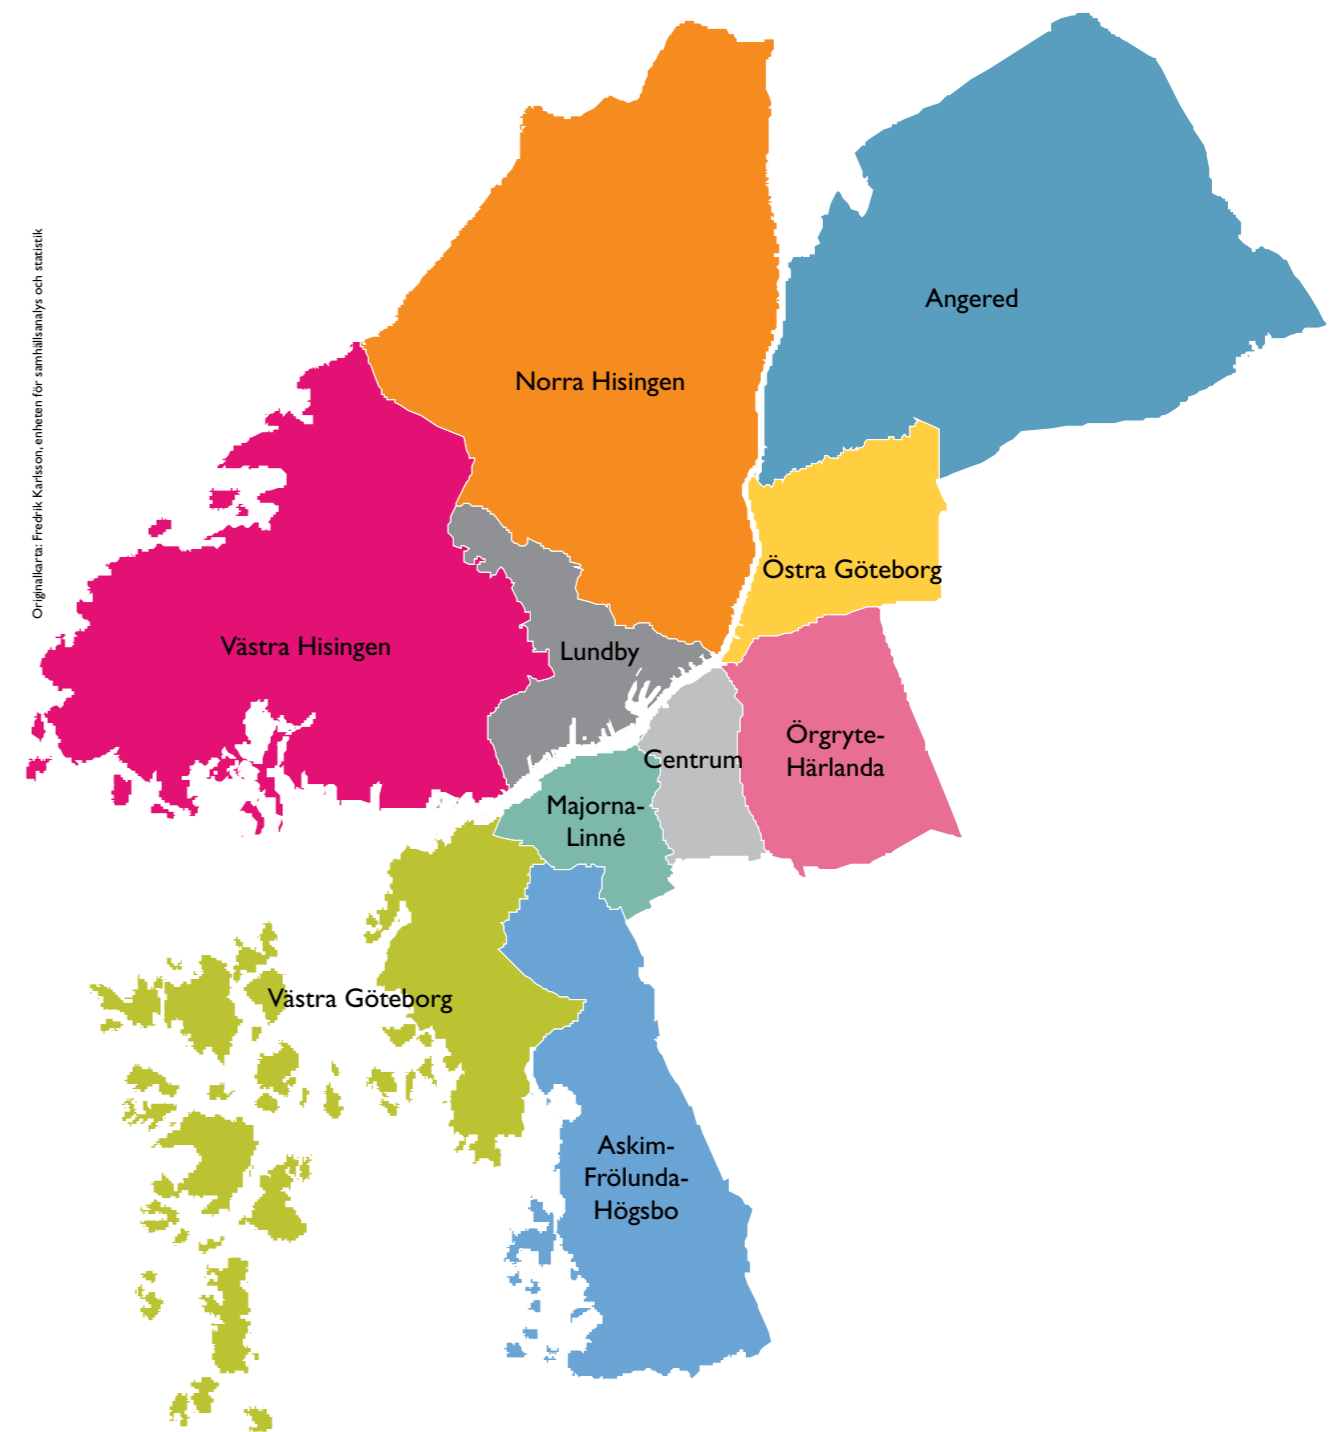 Originalkarta: Fredrik Karlsson, enheten för samhällsanalys och statistik
Angered
Norra Hisingen
Östra Göteborg
Västra Hisingen
Lundby
Örgryte-
Härlanda
Centrum
Majorna-
Linné
Västra Göteborg
Askim-
Frölunda-
Högsbo